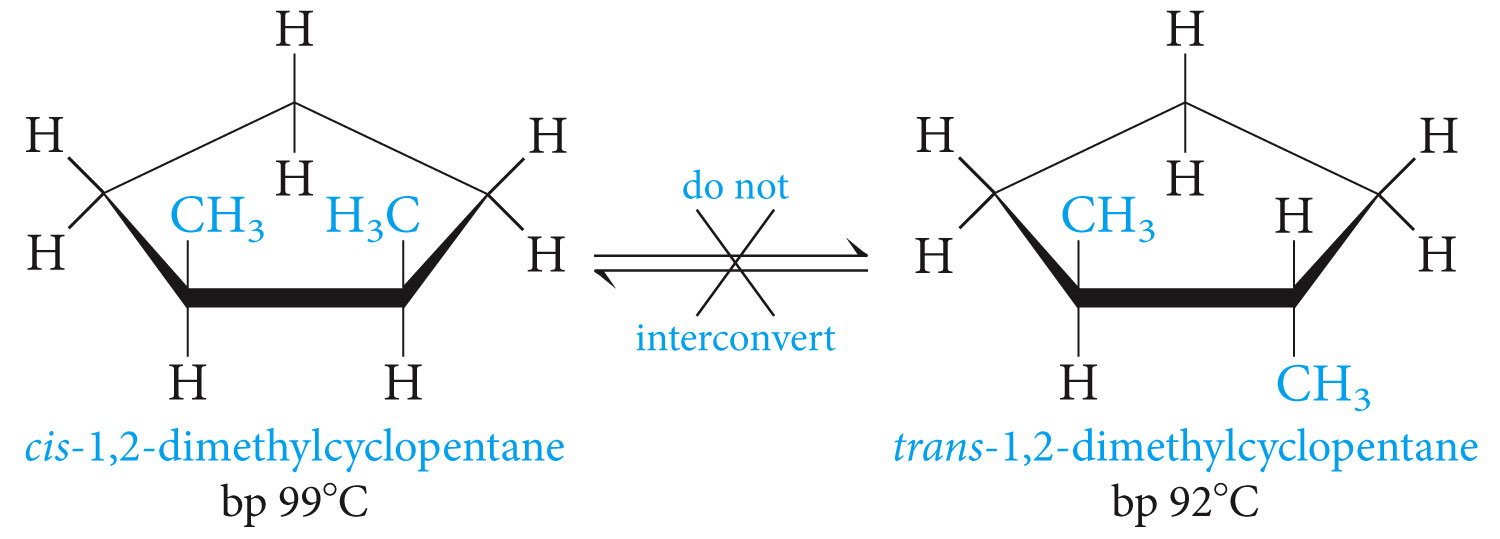 H H
H H H H
H H
CH₃ H₃C do not CH₃ H
H H H H
interconvert
H H H CH₃
cis-1,2-dimethylcyclopentane trans-1,2-dimethylcyclopentane
bp 99°C bp 92°C